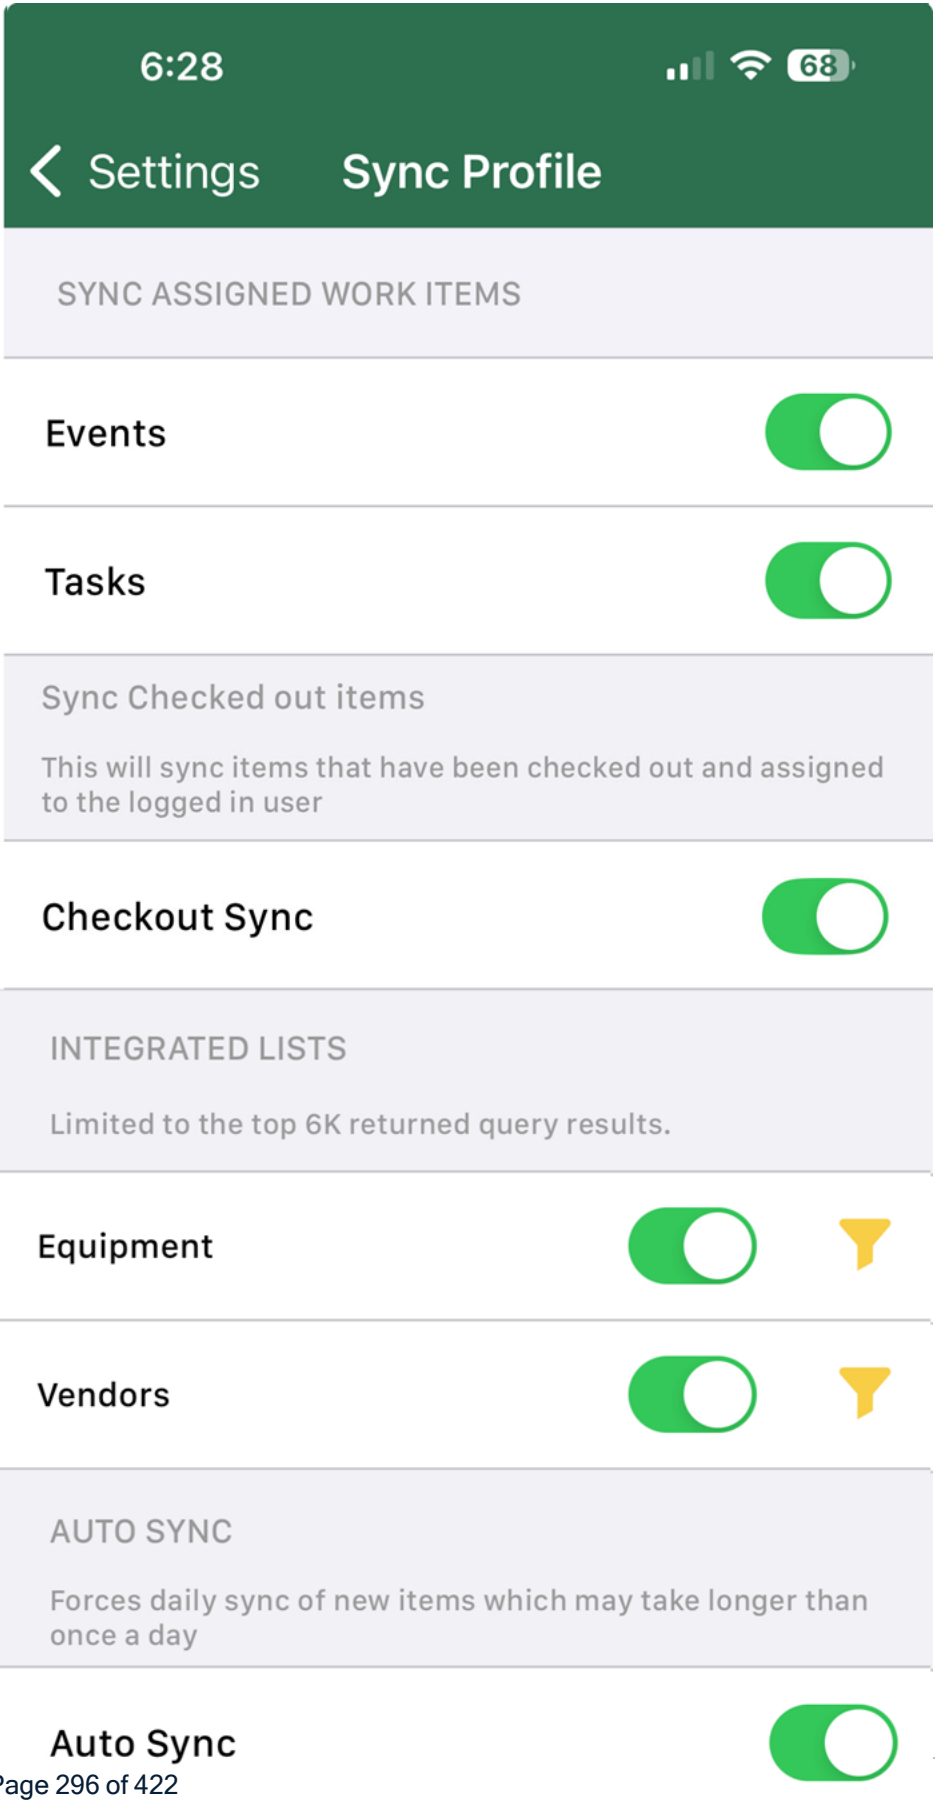 6:28
68
Settings
Sync Profile
SYNC ASSIGNED WORK ITEMS
Events
Tasks
Sync Checked out items
This will sync items that have been checked out and assigned
to the logged in user
Checkout Sync
INTEGRATED LISTS
Limited to the top 6K returned query results.
Equipment
Vendors
AUTO SYNC
Forces daily sync of new items which may take longer than
once a day
Auto Sync
Page 296 of 422